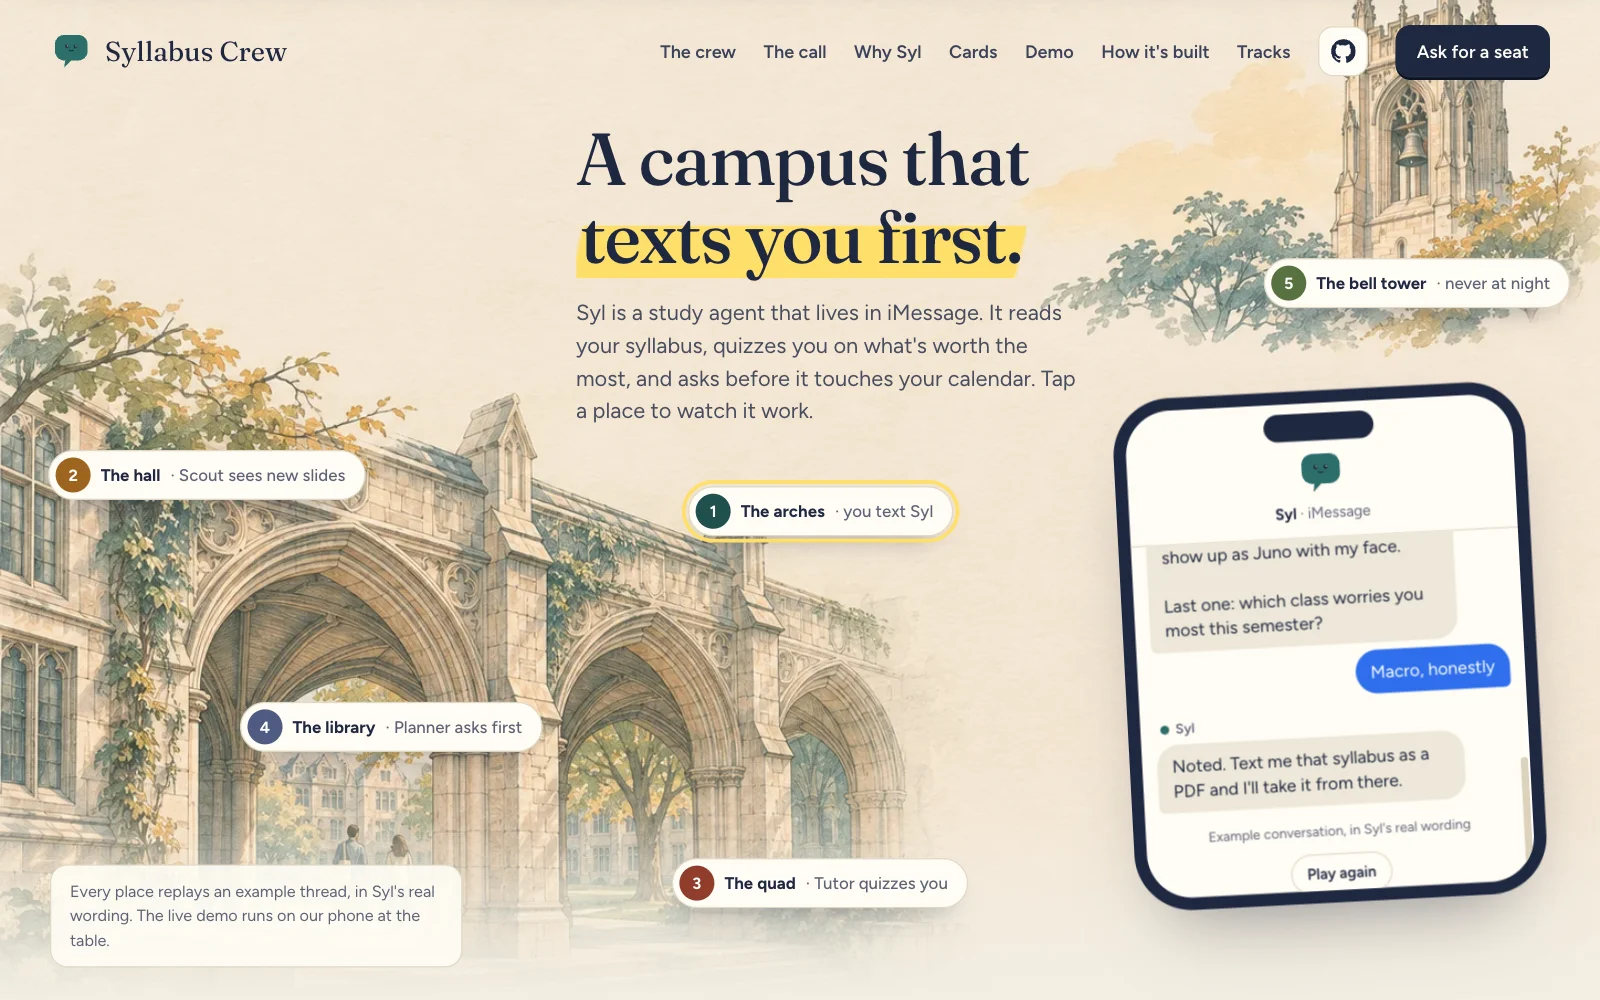 Syllabus Crew
The crew
The call
Why Syl
Cards
Demo
How it's built
Tracks
Ask for a seat
A campus that
texts you first.
Syl is a study agent that lives in iMessage. It reads
your syllabus, quizzes you on what's worth the
most, and asks before it touches your calendar. Tap
a place to watch it work.
5 The bell tower · never at night
2 The hall · Scout sees new slides
1 The arches · you text Syl
4 The library · Planner asks first
3 The quad · Tutor quizzes you
Every place replays an example thread, in Syl's real
wording. The live demo runs on our phone at the
table.
Syl · iMessage
show up as Juno with my face.
Last one: which class worries you
most this semester?
Macro, honestly
Syl
Noted. Text me that syllabus as a
PDF and I'll take it from there.
Example conversation, in Syl's real wording
Play again